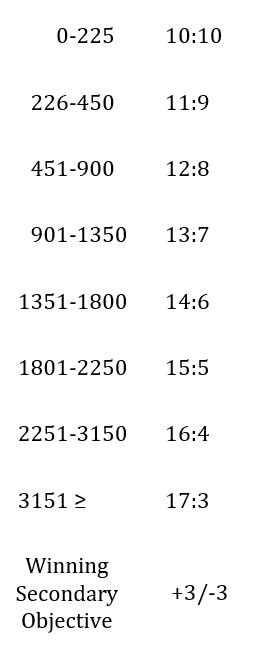 0-225 10:10
226-450 11:9
451-900 12:8
901-1350 13:7
1351-1800 14:6
1801-2250 15:5
2251-3150 16:4
3151 ≥ 17:3
Winning
Secondary +3/-3
Objective